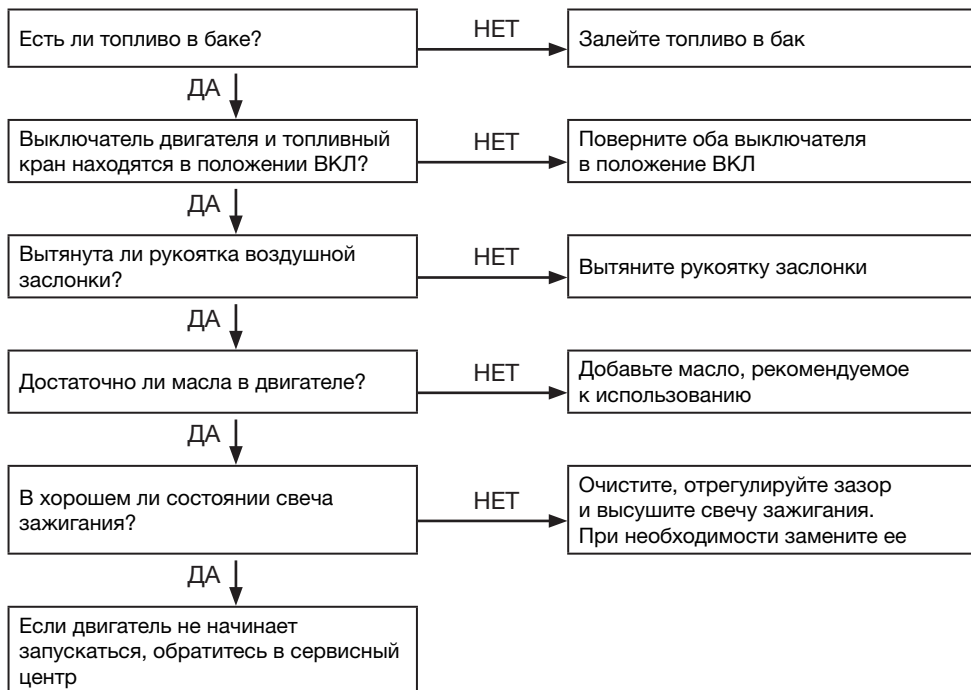 Есть ли топливо в баке?
НЕТ
Залейте топливо в бак
ДА
Выключатель двигателя и топливный
кран находятся в положении ВКЛ?
НЕТ
Поверните оба выключателя
в положение ВКЛ
ДА
Вытянута ли рукоятка воздушной
заслонки?
НЕТ
Вытяните рукоятку заслонки
ДА
Достаточно ли масла в двигателе?
НЕТ
Добавьте масло, рекомендуемое
к использованию
ДА
В хорошем ли состоянии свеча
зажигания?
НЕТ
Очистите, отрегулируйте зазор
и высушите свечу зажигания.
При необходимости замените ее
ДА
Если двигатель не начинает
запускаться, обратитесь в сервисный
центр